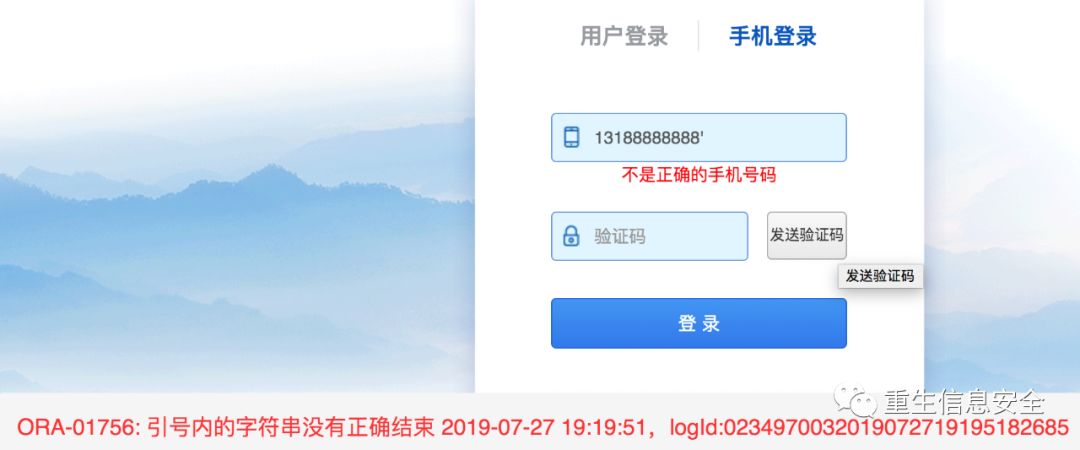 用户登录 手机登录
13188888888'
不是正确的手机号码
验证码 发送验证码
发送验证码
登 录
重生信息安全
ORA-01756: 引号内的字符串没有正确结束 2019-07-27 19:19:51，logId:02349700320190727191951​82685